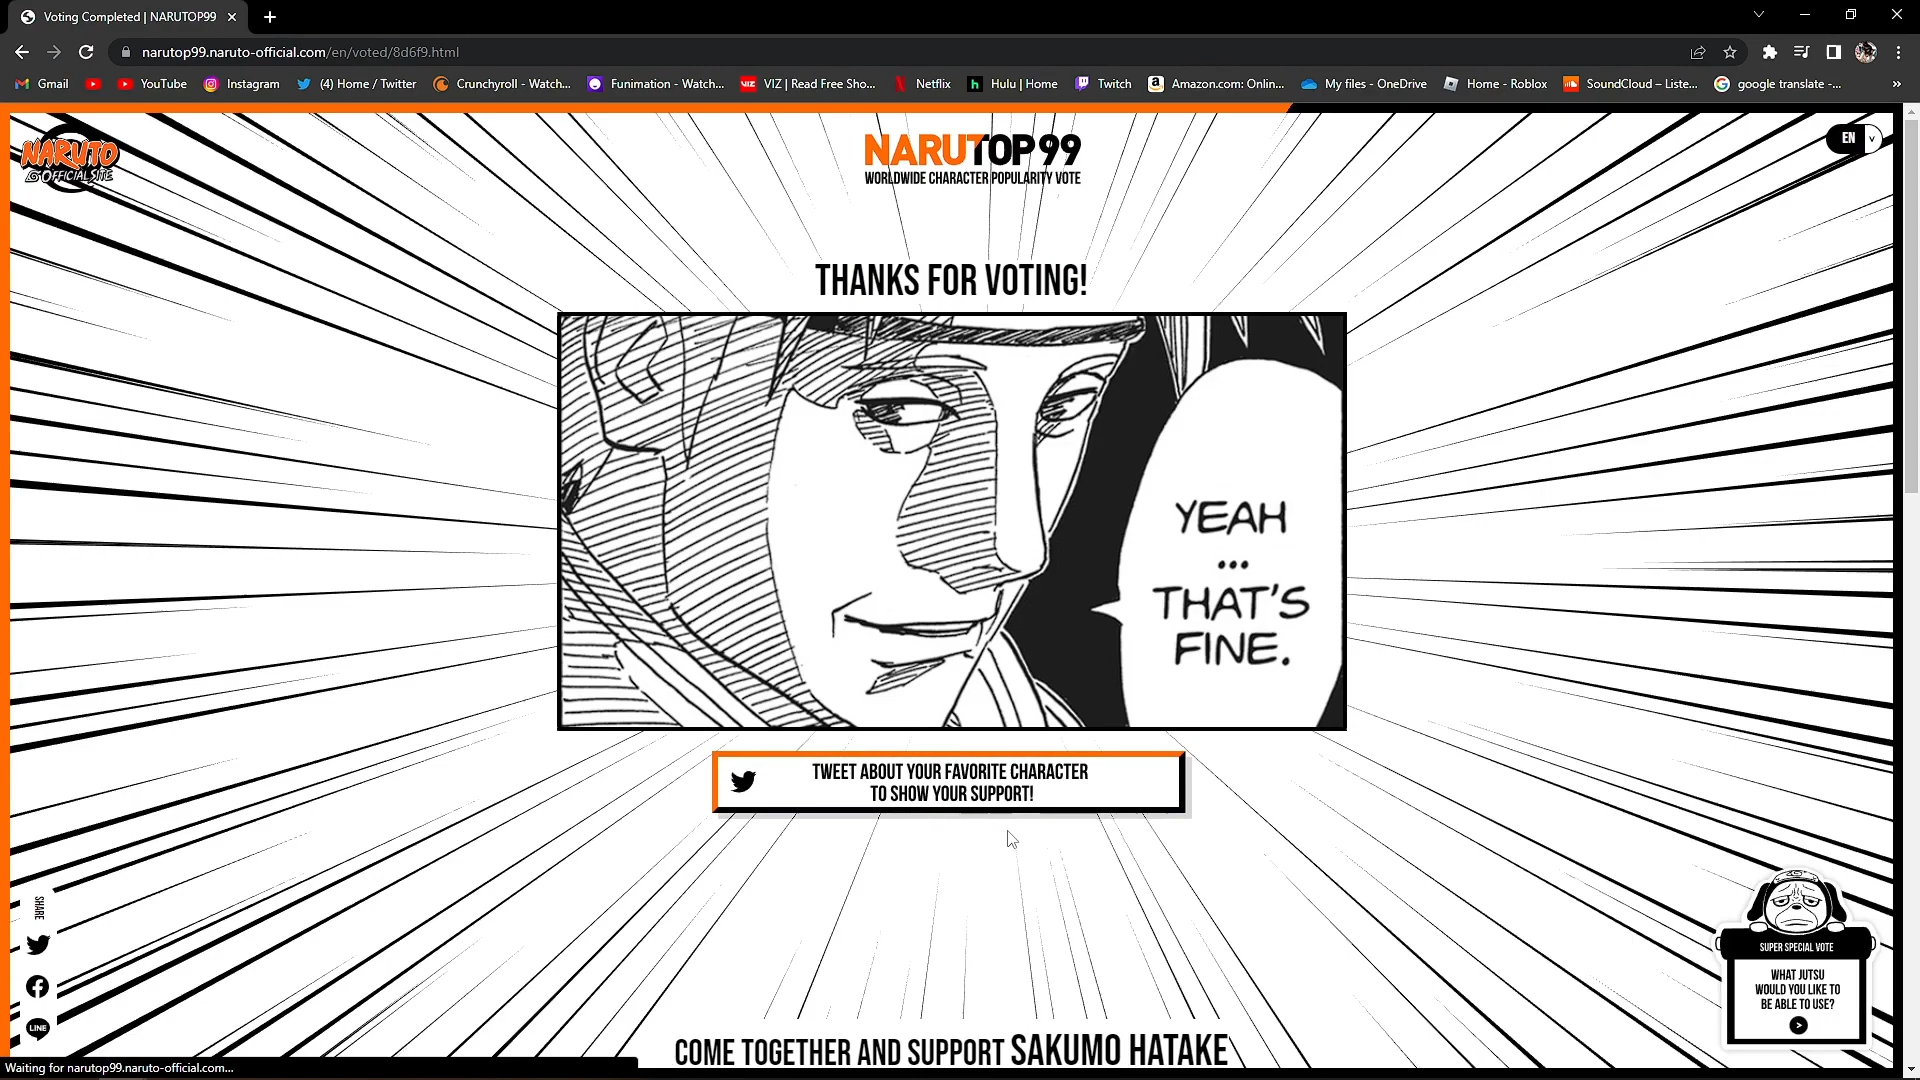 Voting Completed | NARUTOP99
narutop99.naruto-official.com/en/voted/8d6f9.html
Gmail
YouTube
Instagram
(4) Home / Twitter
Crunchyroll - Watch...
Funimation - Watch...
VIZ | Read Free Sho...
Netflix
Hulu | Home
Twitch
Amazon.com: Onlin...
My files - OneDrive
Home - Roblox
SoundCloud – Liste...
google translate -...
NARUTO
OFFICIAL SITE
NARUTOP99
WORLDWIDE CHARACTER POPULARITY VOTE
EN
THANKS FOR VOTING!
YEAH
...
THAT'S
FINE.
TWEET ABOUT YOUR FAVORITE CHARACTER
TO SHOW YOUR SUPPORT!
SHARE
LINE
SUPER SPECIAL VOTE
WHAT JUTSU
WOULD YOU LIKE TO
BE ABLE TO USE?
COME TOGETHER AND SUPPORT SAKUMO HATAKE
Waiting for narutop99.naruto-official.com...